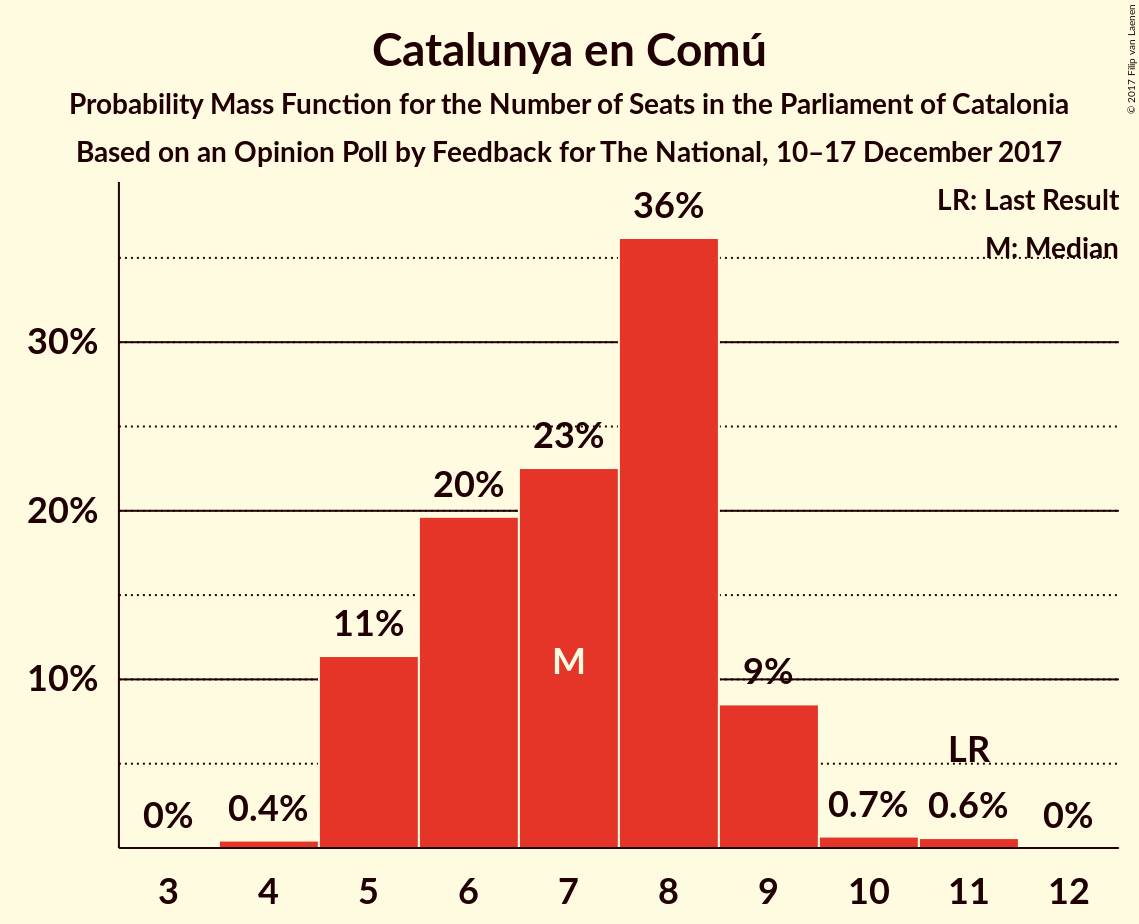 Catalunya en Comú
Probability Mass Function for the Number of Seats in the Parliament of Catalonia
Based on an Opinion Poll by Feedback for The National, 10–17 December 2017
© 2017 Filip van Laenen
LR: Last Result
M: Median
36%
30%
23%
20%
20%
11%
M
10%
9%
LR
0%
0.4%
0.7%
0.6%
0%
3 4 5 6 7 8 9 10 11 12